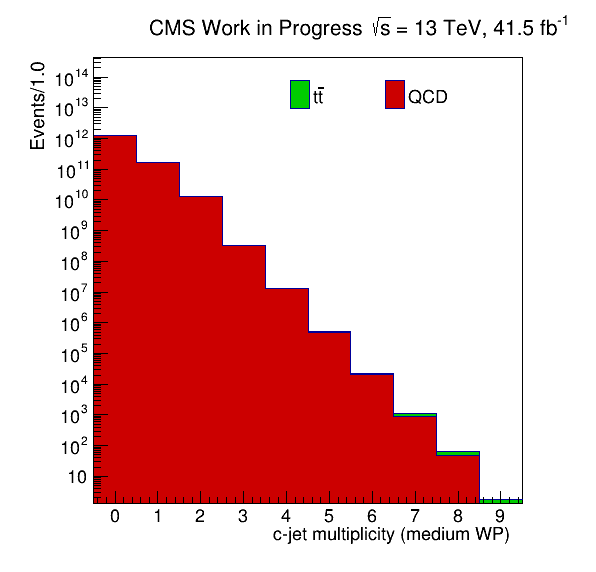 CMS Work in Progress √s = 13 TeV, 41.5 fb⁻¹
Events/1.0
tt̄
QCD
10¹⁴
10¹³
10¹²
10¹¹
10¹⁰
10⁹
10⁸
10⁷
10⁶
10⁵
10⁴
10³
10²
10
0 1 2 3 4 5 6 7 8 9
c-jet multiplicity (medium WP)